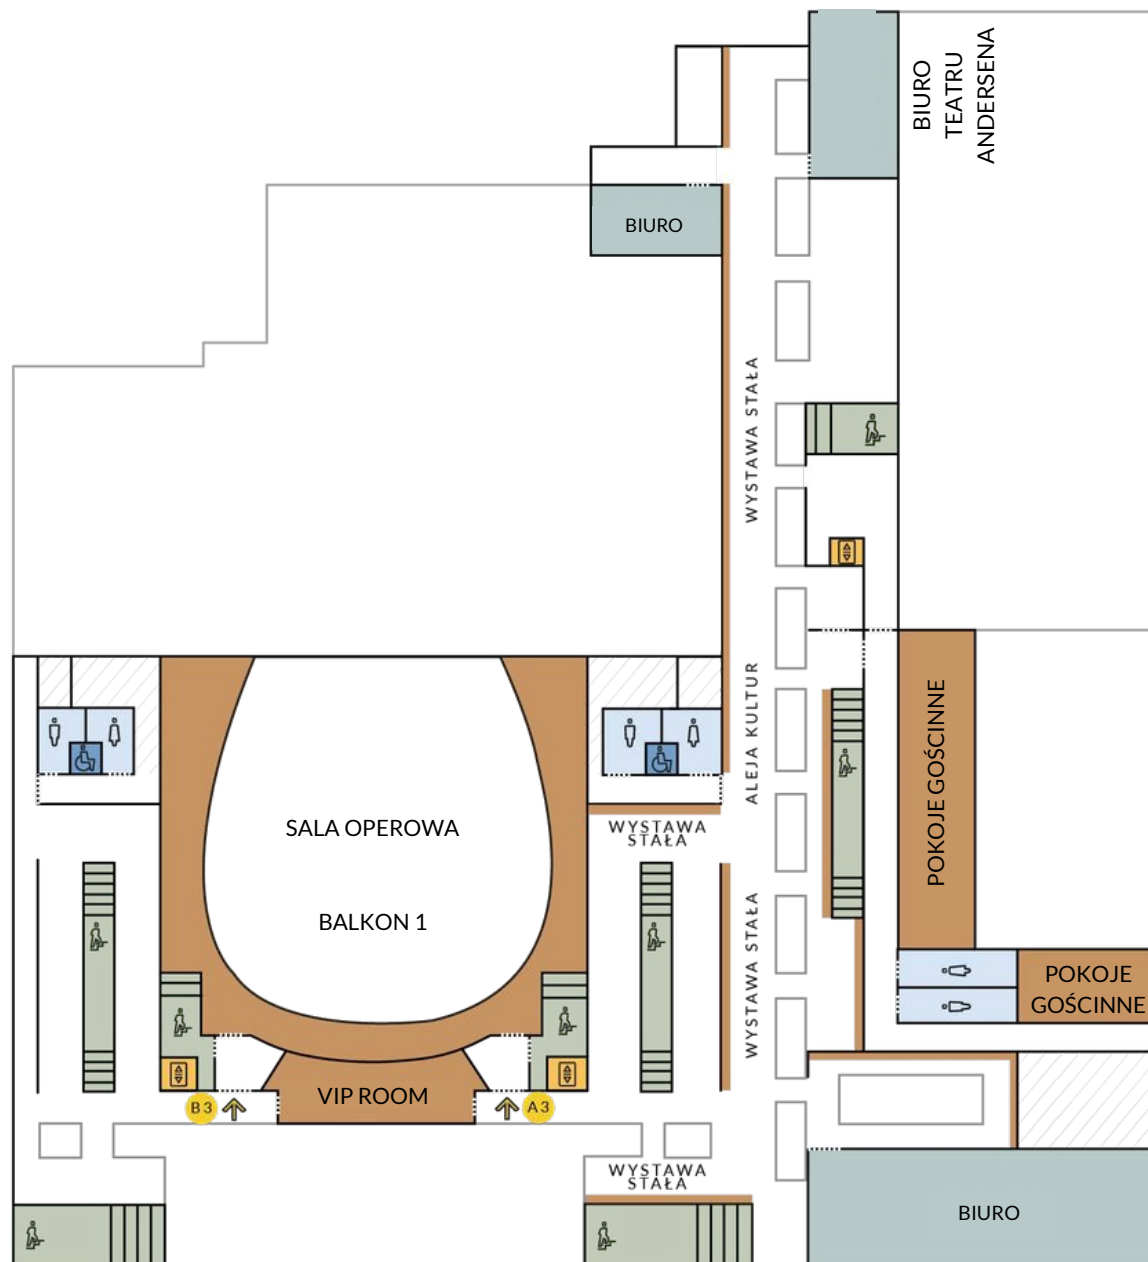 BIURO
TEATRU
ANDERSENA
BIURO
WYSTAWA STAŁA
ALEJA KULTUR
POKOJE GOŚCINNE
SALA OPEROWA
WYSTAWA
STAŁA
BALKON 1
WYSTAWA STAŁA
POKOJE
GOŚCINNE
VIP ROOM
B3
A3
WYSTAWA
STAŁA
BIURO